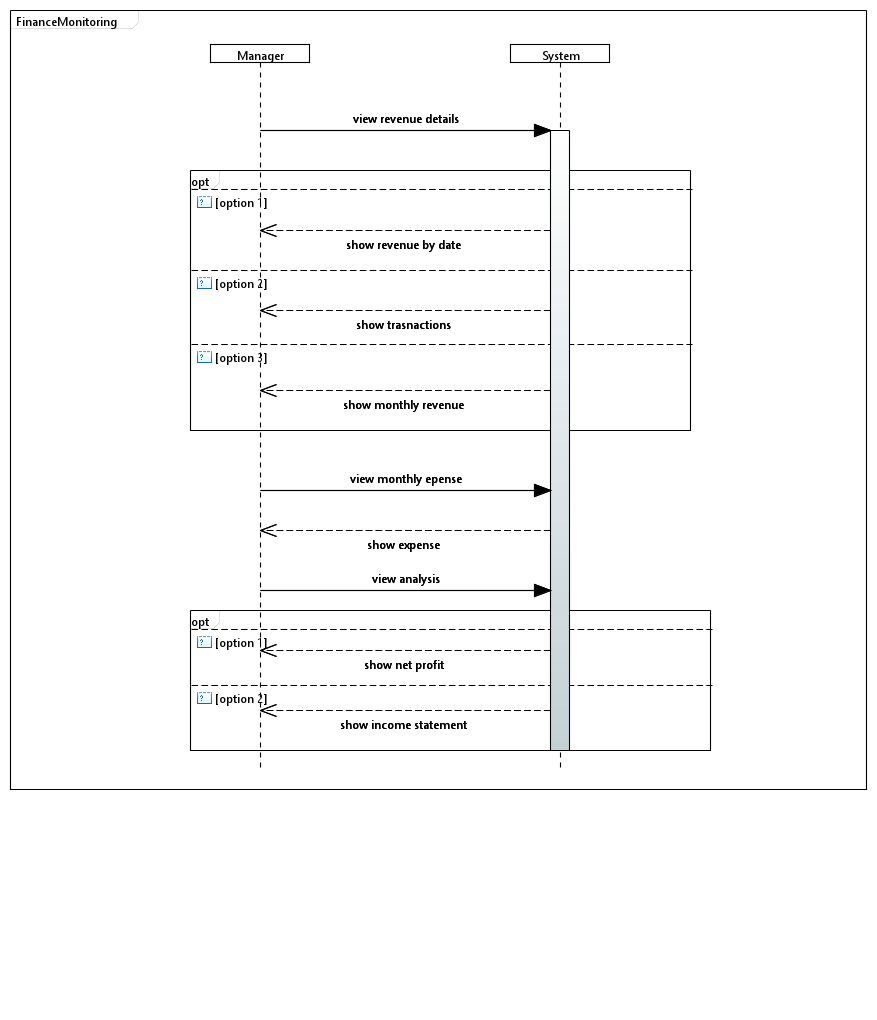 FinanceMonitoring
Manager
System
view revenue details
opt
? [option 1]
show revenue by date
? [option 2]
show trasnactions
? [option 3]
show monthly revenue
view monthly epense
show expense
view analysis
opt
? [option 1]
show net profit
? [option 2]
show income statement